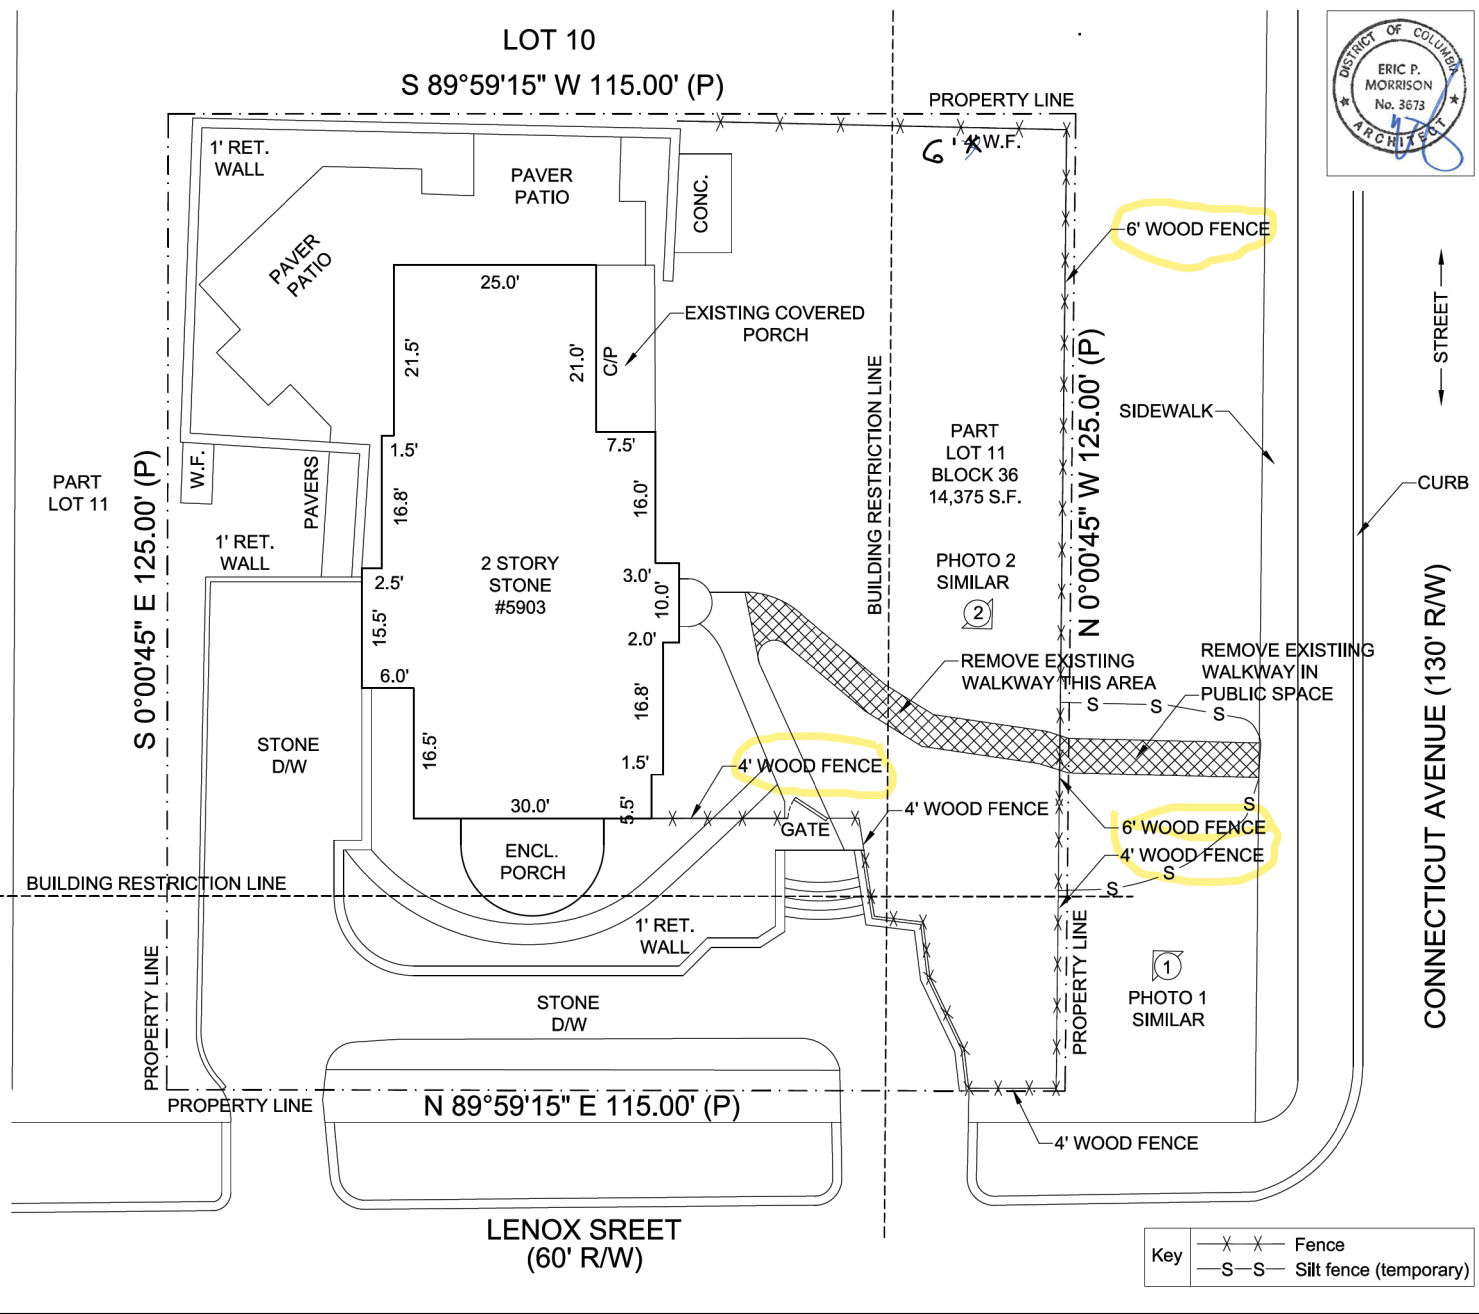 LOT 10
S 89°59'15" W 115.00' (P)
PROPERTY LINE
DISTRICT OF COLUMBIA
ERIC P.
MORRISON
No. 3673
ARCHITECT
1' RET.
WALL
PAVER
PATIO
CONC.
6' W.F.
6' WOOD FENCE
PAVER
PATIO
25.0'
EXISTING COVERED
PORCH
STREET
21.5'
21.0'
C/P
BUILDING RESTRICTION LINE
N 0°00'45" W 125.00' (P)
SIDEWALK
PART
LOT 11
BLOCK 36
14,375 S.F.
1.5'
7.5'
PART
LOT 11
S 0°00'45" E 125.00' (P)
W.F.
PAVERS
16.8'
16.0'
CURB
1' RET.
WALL
2 STORY
STONE
#5903
2.5'
3.0'
10.0'
PHOTO 2
SIMILAR
2
15.5'
2.0'
6.0'
REMOVE EXISTIING
WALKWAY THIS AREA
REMOVE EXISTIING
WALKWAY IN
PUBLIC SPACE
S
S
S
CONNECTICUT AVENUE (130' R/W)
16.8'
STONE
D/W
16.5'
1.5'
4' WOOD FENCE
30.0'
5.5'
GATE
4' WOOD FENCE
S
6' WOOD FENCE
4' WOOD FENCE
S
S
ENCL.
PORCH
BUILDING RESTRICTION LINE
1' RET.
WALL
PROPERTY LINE
PROPERTY LINE
1
PHOTO 1
SIMILAR
STONE
D/W
PROPERTY LINE
N 89°59'15" E 115.00' (P)
4' WOOD FENCE
LENOX SREET
(60' R/W)
Key
Fence
S S Silt fence (temporary)